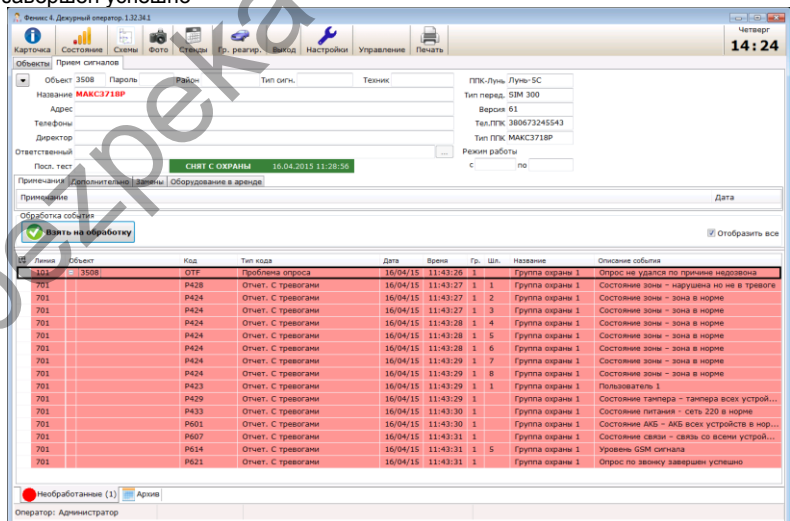 завершен успешно
Феникс 4. Дежурный оператор. 1.32.34.1
Карточка Состояние Схемы Фото Стенды Гр. реагир. Выход Настройки Управление Печать
Четверг
14:24
Объекты Прием сигналов
Объект 3508 Пароль Район Тип сигн. Техник ППК-Лунь Лунь-5С
Название МАКС3718Р Тип перед. SIM 300
Адрес Версия 61
Телефоны Тел.ППК 380673245543
Директор Тип ППК МАКС3718Р
Ответственный ... Режим работы
Посл. тест СНЯТ С ОХРАНЫ 16.04.2015 11:28:56 с по
Примечания Дополнительно Замены Оборудование в аренде
Примечание Дата
Обработка события
Взять на обработку Отобразить все
Линия Объект Код Тип кода Дата Время Гр. Шл. Название Описание события
101 3508 OTF Проблема опроса 16/04/15 11:43:26 1 Группа охраны 1 Опрос не удался по причине недозвона
701 P428 Отчет. С тревогами 16/04/15 11:43:27 1 1 Группа охраны 1 Состояние зоны - нарушена но не в тревоге
701 P424 Отчет. С тревогами 16/04/15 11:43:27 1 2 Группа охраны 1 Состояние зоны - зона в норме
701 P424 Отчет. С тревогами 16/04/15 11:43:27 1 3 Группа охраны 1 Состояние зоны - зона в норме
701 P424 Отчет. С тревогами 16/04/15 11:43:28 1 4 Группа охраны 1 Состояние зоны - зона в норме
701 P424 Отчет. С тревогами 16/04/15 11:43:28 1 5 Группа охраны 1 Состояние зоны - зона в норме
701 P424 Отчет. С тревогами 16/04/15 11:43:28 1 6 Группа охраны 1 Состояние зоны - зона в норме
701 P424 Отчет. С тревогами 16/04/15 11:43:29 1 7 Группа охраны 1 Состояние зоны - зона в норме
701 P424 Отчет. С тревогами 16/04/15 11:43:29 1 8 Группа охраны 1 Состояние зоны - зона в норме
701 P423 Отчет. С тревогами 16/04/15 11:43:29 1 1 Группа охраны 1 Пользователь 1
701 P429 Отчет. С тревогами 16/04/15 11:43:29 1 Группа охраны 1 Состояние тампера - тампера всех устрой...
701 P433 Отчет. С тревогами 16/04/15 11:43:30 1 Группа охраны 1 Состояние питания - сеть 220 в норме
701 P601 Отчет. С тревогами 16/04/15 11:43:30 1 Группа охраны 1 Состояние АКБ - АКБ всех устройств в нор...
701 P607 Отчет. С тревогами 16/04/15 11:43:31 1 Группа охраны 1 Состояние связи - связь со всеми устрой...
701 P614 Отчет. С тревогами 16/04/15 11:43:31 1 5 Группа охраны 1 Уровень GSM сигнала
701 P621 Отчет. С тревогами 16/04/15 11:43:31 1 Группа охраны 1 Опрос по звонку завершен успешно
Необработанные (1) Архив
Оператор: Администратор